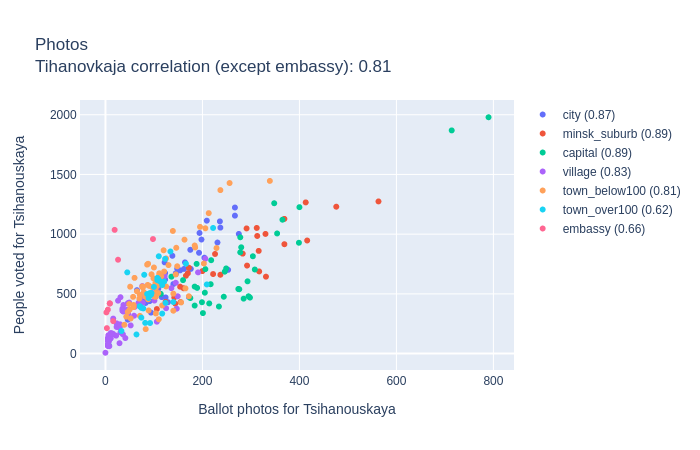 Photos
Tihanovkaja correlation (except embassy): 0.81
2000
1500
1000
500
0
0 200 400 600 800
People voted for Tsihanouskaya
Ballot photos for Tsihanouskaya
city (0.87)
minsk_suburb (0.89)
capital (0.89)
village (0.83)
town_below100 (0.81)
town_over100 (0.62)
embassy (0.66)